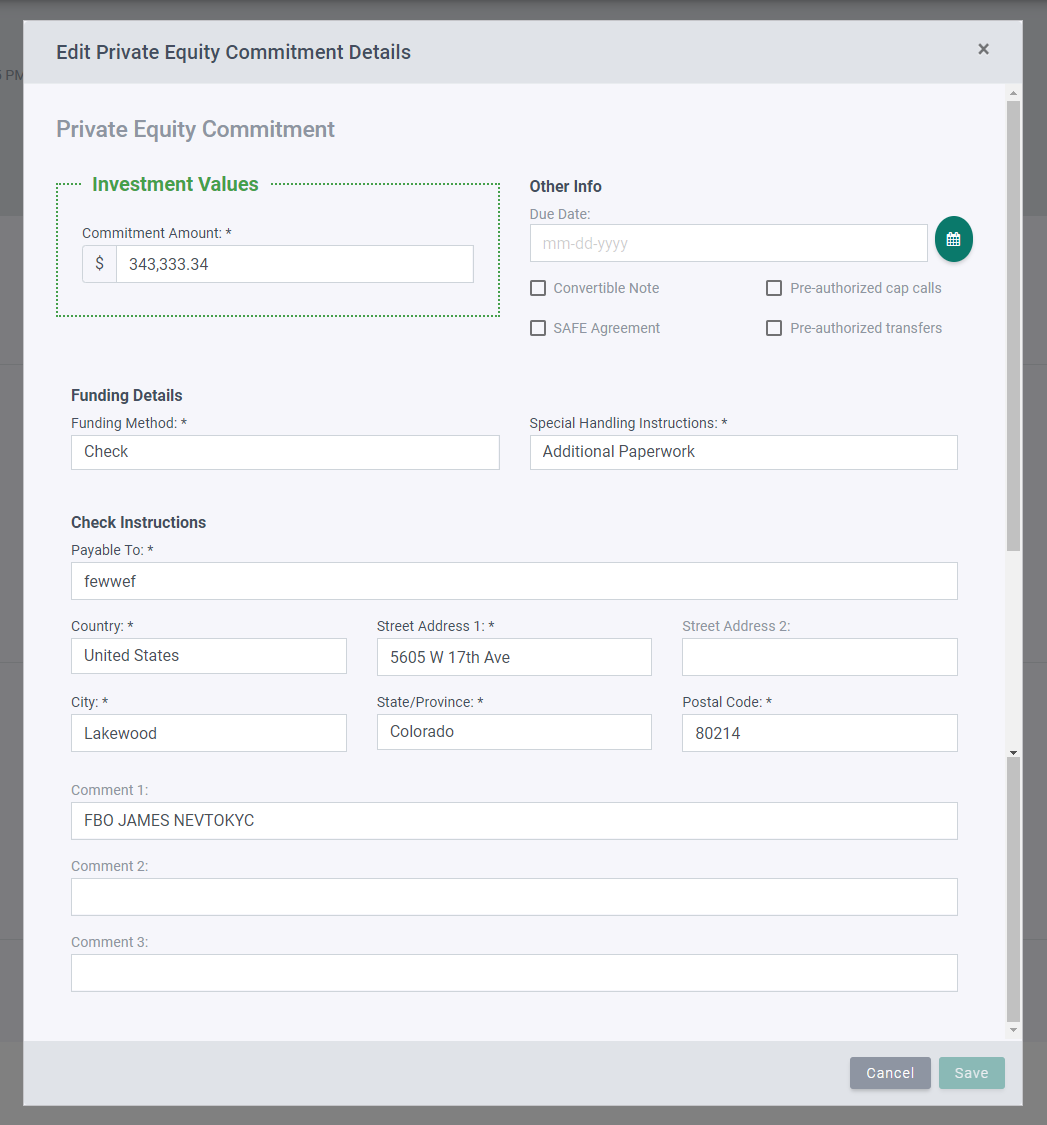 Edit Private Equity Commitment Details ×
PM
Private Equity Commitment
Investment Values
Commitment Amount: *
$ 343,333.34
Other Info
Due Date:
mm-dd-yyyy
Convertible Note
Pre-authorized cap calls
SAFE Agreement
Pre-authorized transfers
Funding Details
Funding Method: *
Check
Special Handling Instructions: *
Additional Paperwork
Check Instructions
Payable To: *
fewwef
Country: *
United States
Street Address 1: *
5605 W 17th Ave
Street Address 2:
City: *
Lakewood
State/Province: *
Colorado
Postal Code: *
80214
Comment 1:
FBO JAMES NEVTOKYC
Comment 2:
Comment 3:
Cancel
Save